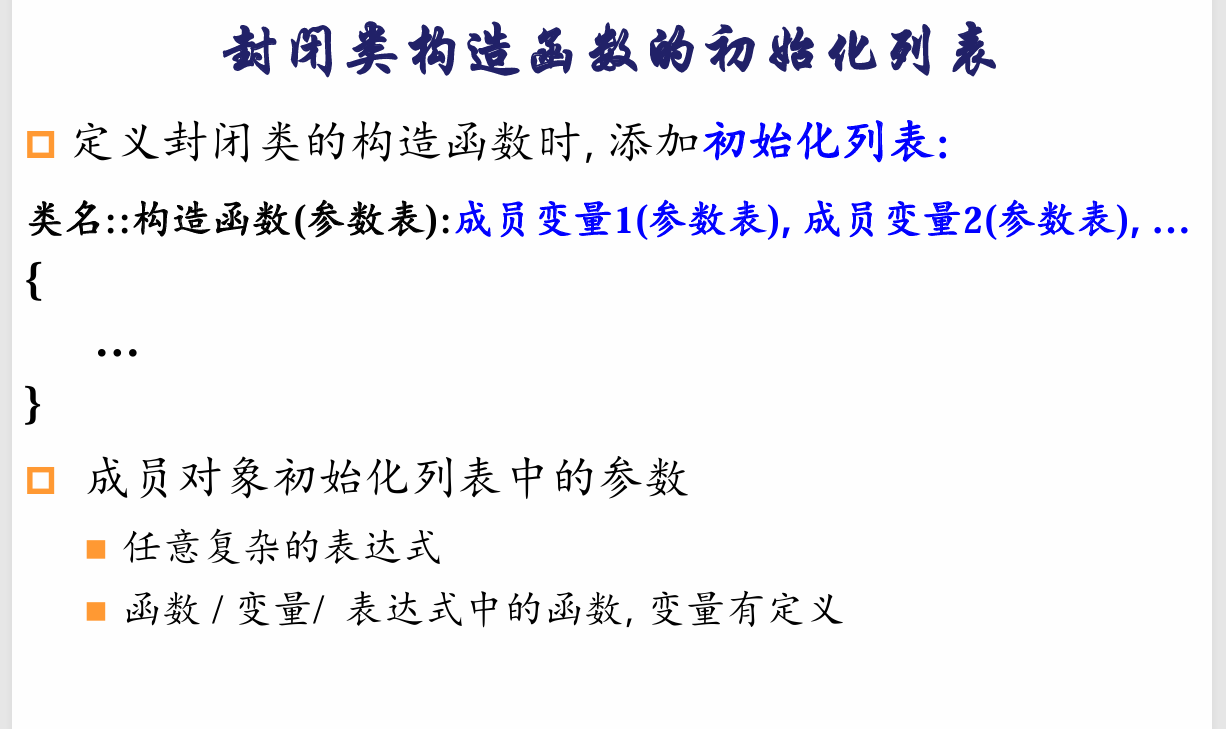 封闭类构造函数的初始化列表
定义封闭类的构造函数时, 添加初始化列表:
类名::构造函数(参数表):成员变量1(参数表), 成员变量2(参数表), …
{
…
}
成员对象初始化列表中的参数
任意复杂的表达式
函数 / 变量/ 表达式中的函数, 变量有定义